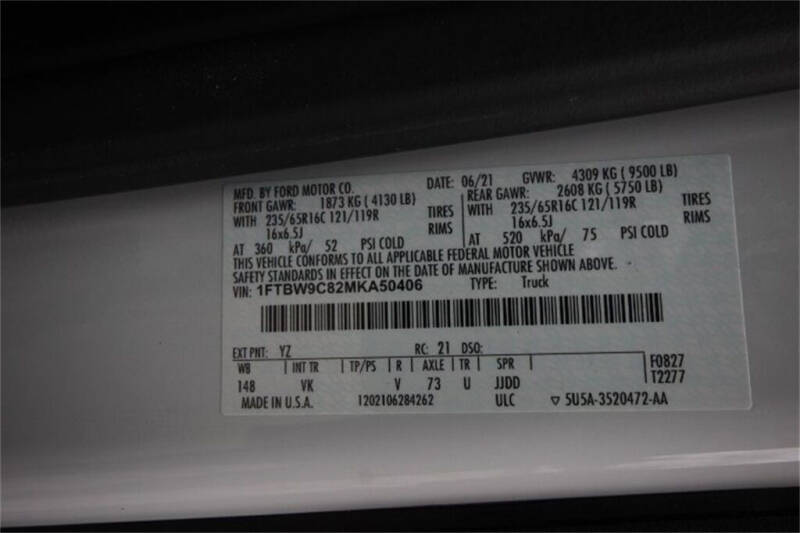 MFD. BY FORD MOTOR CO. DATE: 06/21 GVWR: 4309 KG ( 9500 LB)
FRONT GAWR: 1873 KG ( 4130 LB) REAR GAWR: 2608 KG ( 5750 LB)
WITH 235/65R16C 121/119R TIRES WITH 235/65R16C 121/119R TIRES
16x6.5J RIMS 16x6.5J RIMS
AT 360 kPa/ 52 PSI COLD AT 520 kPa/ 75 PSI COLD
THIS VEHICLE CONFORMS TO ALL APPLICABLE FEDERAL MOTOR VEHICLE
SAFETY STANDARDS IN EFFECT ON THE DATE OF MANUFACTURE SHOWN ABOVE.
VIN: 1FTBW9C82MKA50406 TYPE: Truck
EXT PNT: YZ RC: 21 DSO: F0827
WB INT TR TP/PS R AXLE TR SPR T2277
148 VK V 73 U JJDD
MADE IN U.S.A. 1202106284262 ULC ▽ 5U5A-3520472-AA